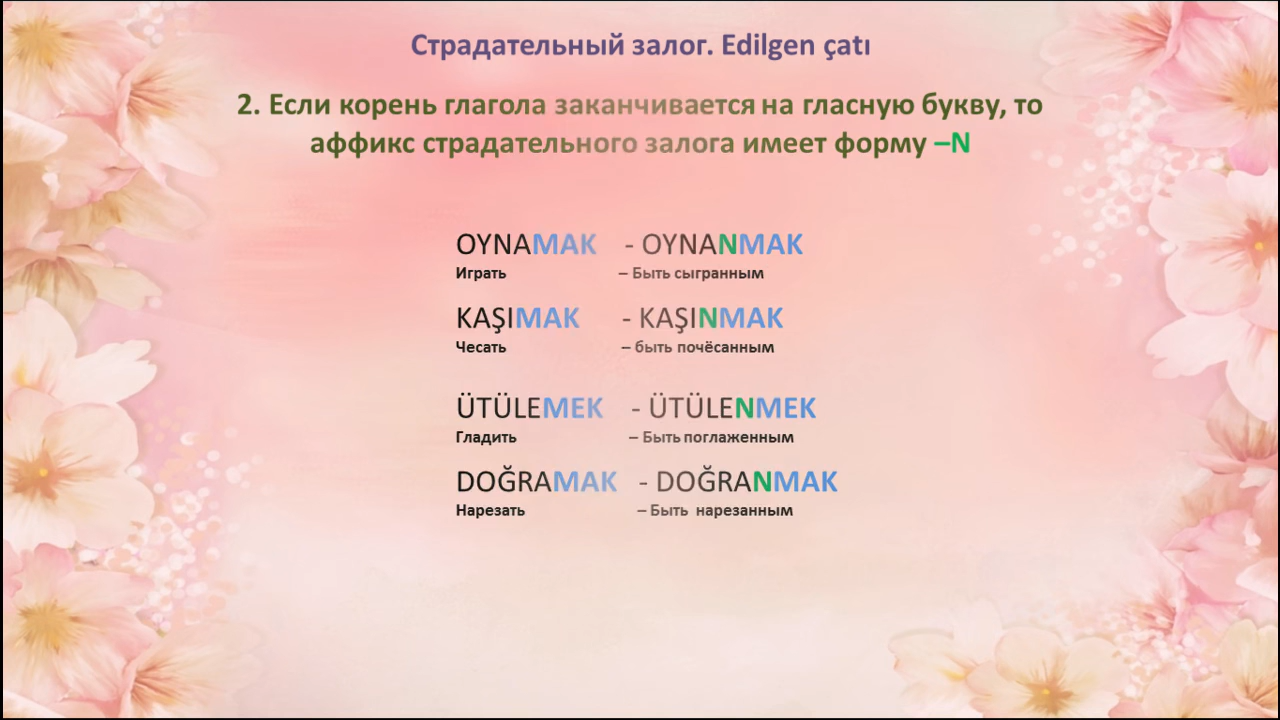 Страдательный залог. Edilgen çatı
2. Если корень глагола заканчивается на гласную букву, то
аффикс страдательного залога имеет форму –N
OYNAMAK - OYNANMAK
Играть – Быть сыгранным
KAŞIMAK - KAŞINMAK
Чесать – быть почёсанным
ÜTÜLEMEK - ÜTÜLENMEK
Гладить – Быть поглаженным
DOĞRAMAK - DOĞRANMAK
Нарезать – Быть нарезанным